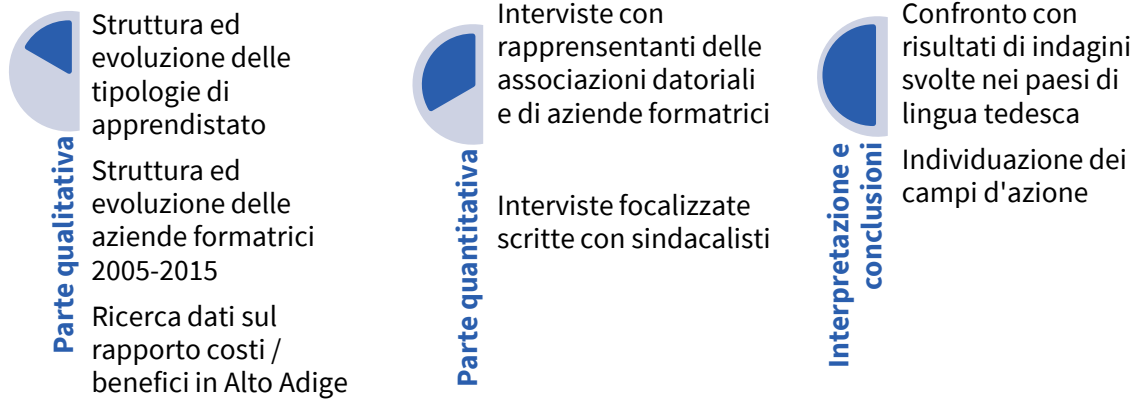 Parte qualitativa
Struttura ed
evoluzione delle
tipologie di
apprendistato
Struttura ed
evoluzione delle
aziende formatrici
2005-2015
Ricerca dati sul
rapporto costi /
benefici in Alto Adige
Parte quantitativa
Interviste con
rapprensentanti delle
associazioni datoriali
e di aziende formatrici
Interviste focalizzate
scritte con sindacalisti
Interpretazione e
conclusioni
Confronto con
risultati di indagini
svolte nei paesi di
lingua tedesca
Individuazione dei
campi d'azione